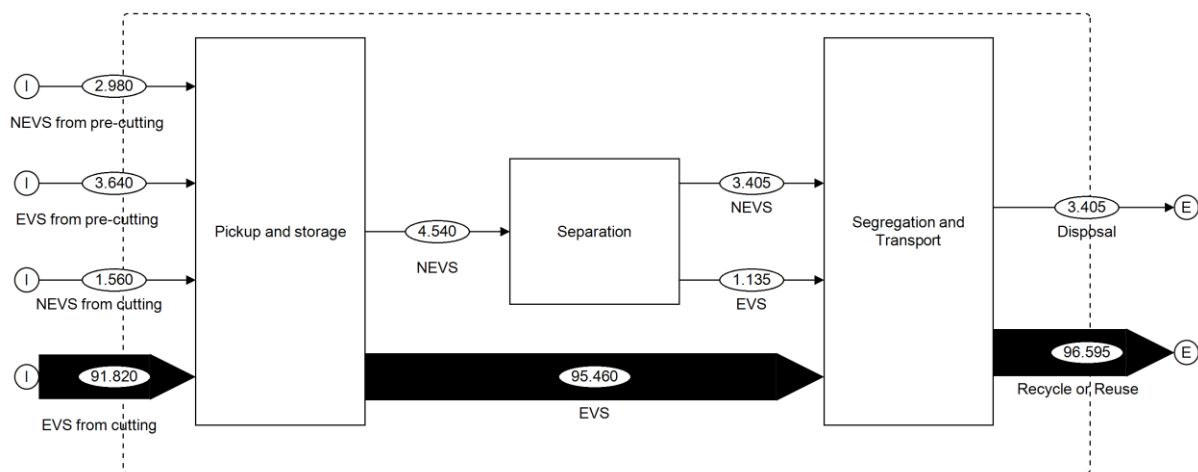 I
2.980
NEVS from pre-cutting
I
3.640
EVS from pre-cutting
I
1.560
NEVS from cutting
I
91.820
EVS from cutting
Pickup and storage
4.540
NEVS
95.460
EVS
Separation
3.405
NEVS
1.135
EVS
Segregation and
Transport
3.405
Disposal
E
96.595
Recycle or Reuse
E